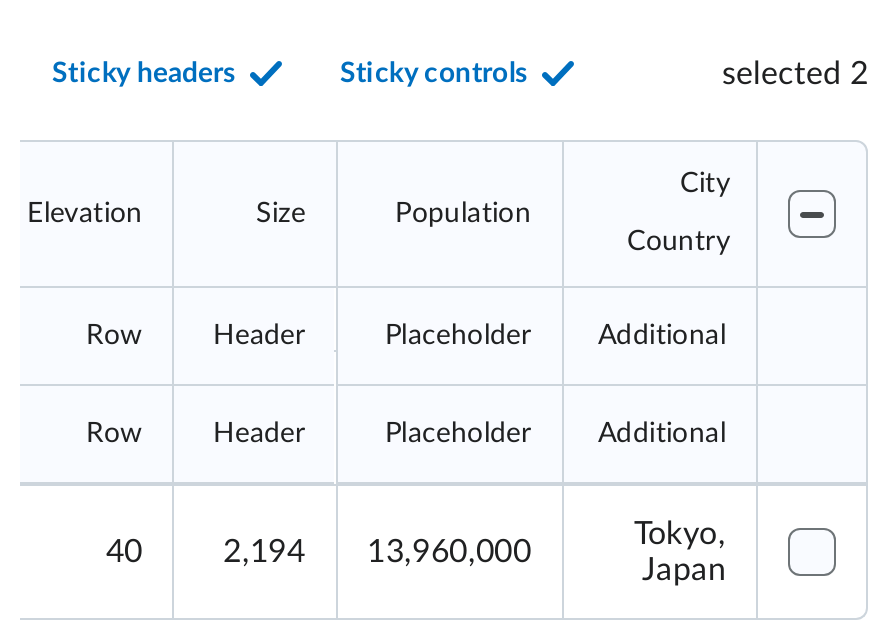 Sticky headers Sticky controls selected 2
Elevation Size Population City
Country
Row Header Placeholder Additional
Row Header Placeholder Additional
40 2,194 13,960,000 Tokyo,
Japan